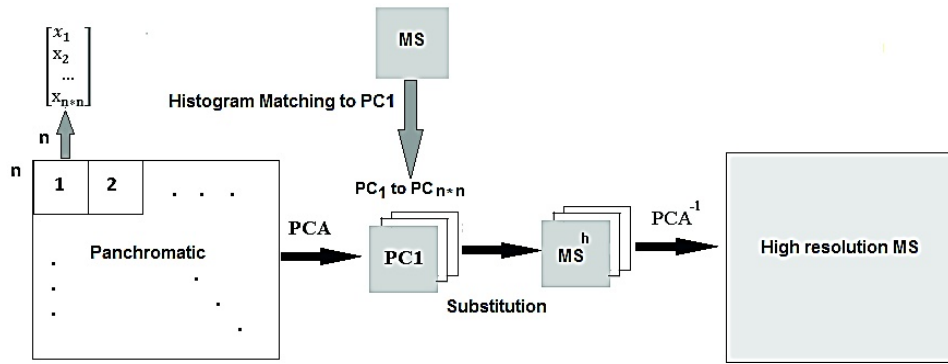 x1
x2
...
xn*n
MS
Histogram Matching to PC1
n
n
1
2
. . .
PC1 to PCn*n
Panchromatic
PCA
PC1
Substitution
MS^h
PCA^-1
High resolution MS